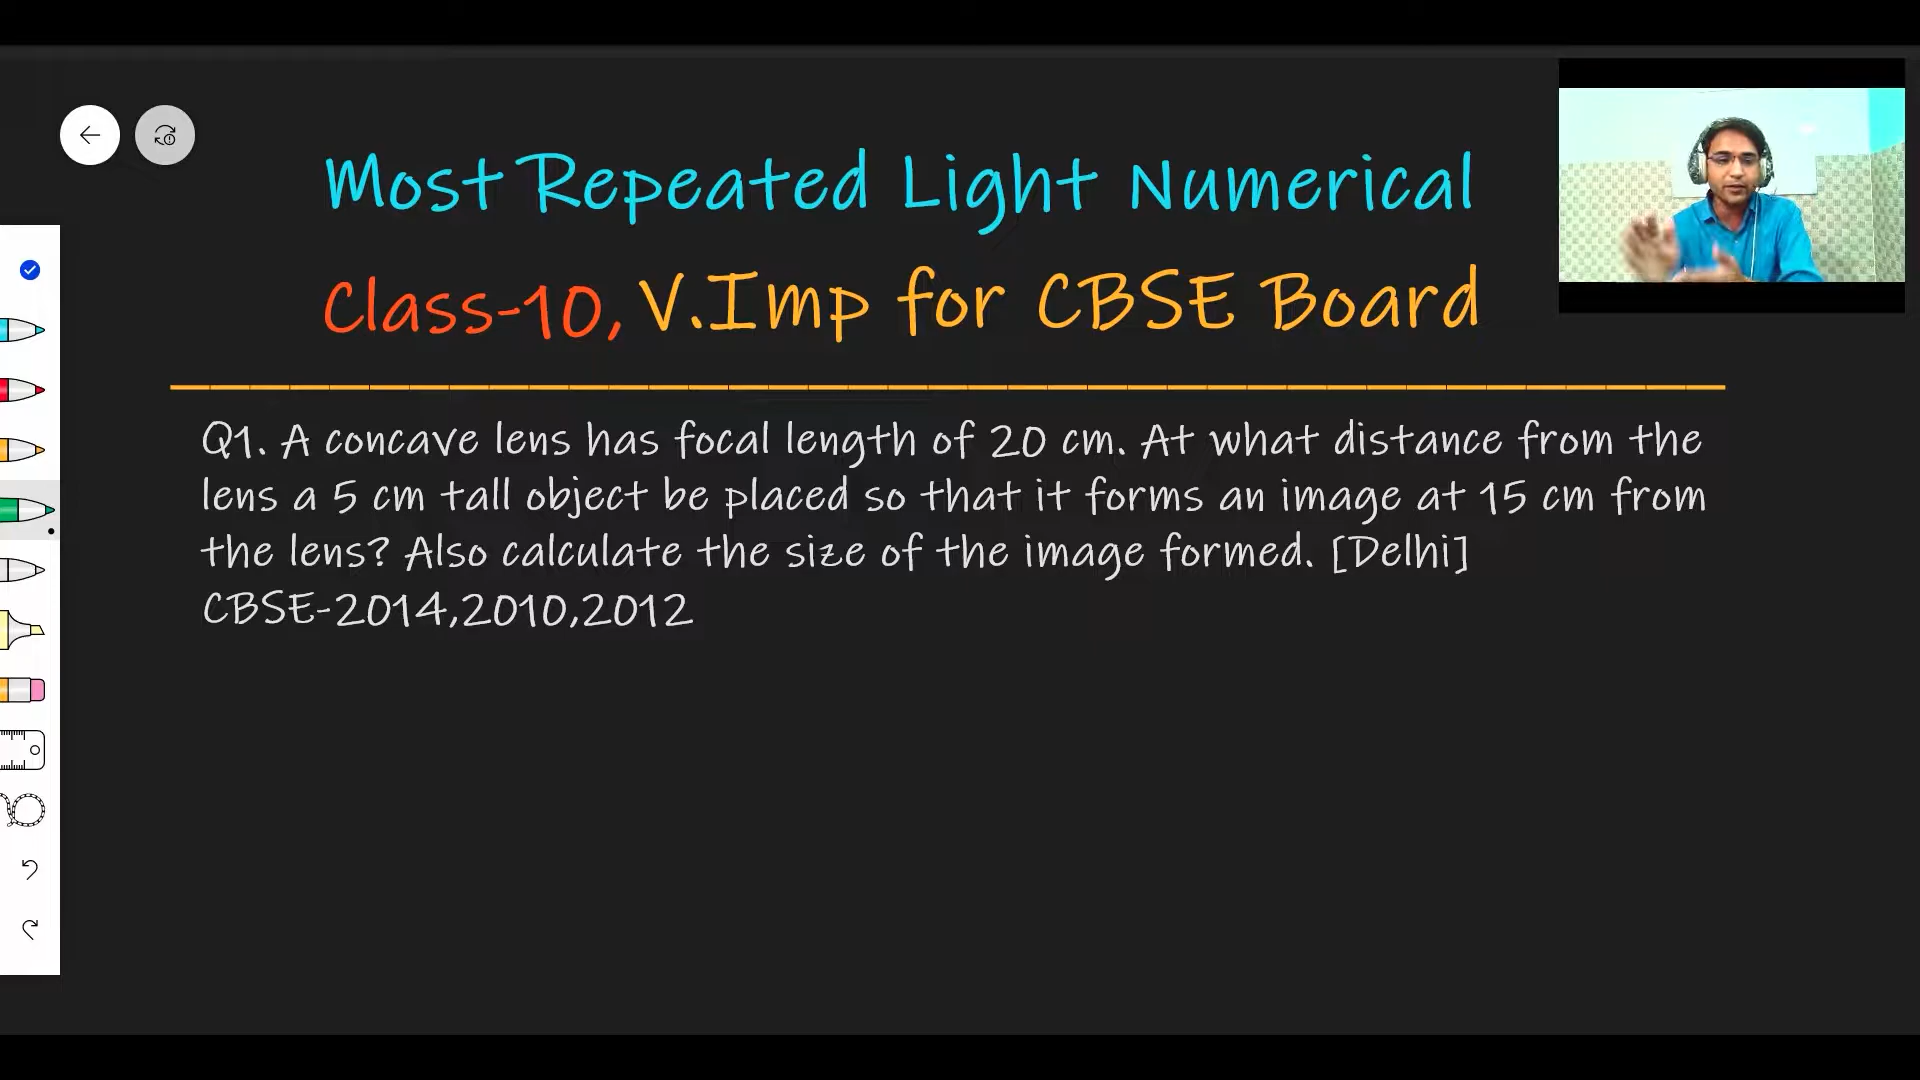 Most Repeated Light Numerical
Class-10, V.Imp for CBSE Board
Q1. A concave lens has focal length of 20 cm. At what distance from the
lens a 5 cm tall object be placed so that it forms an image at 15 cm from
the lens? Also calculate the size of the image formed. [Delhi]
CBSE-2014,2010,2012